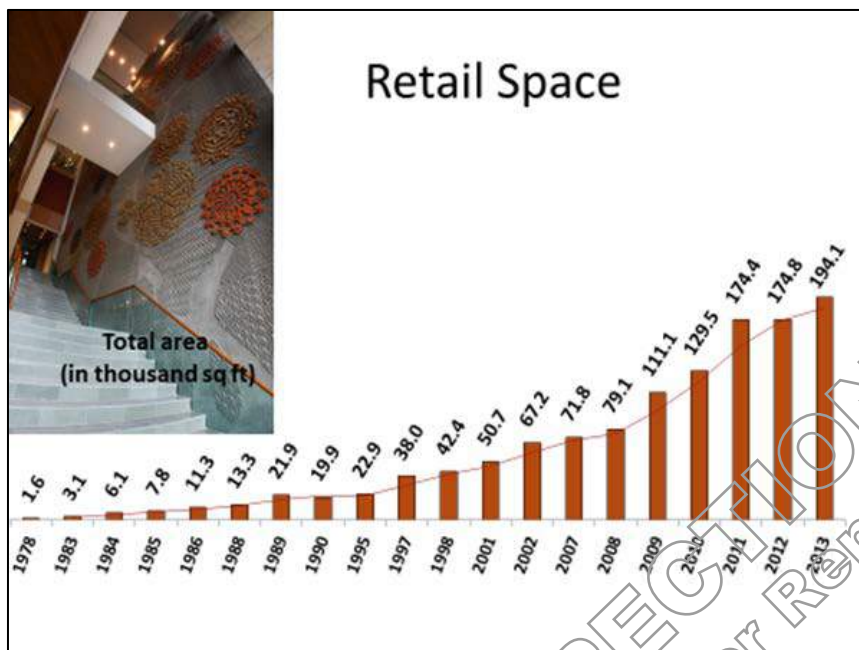 Retail Space
Total area
(in thousand sq ft)
1.6 3.1 6.1 7.8 11.3 13.3 21.9 19.9 22.9 38.0 42.4 50.7 67.2 71.8 79.1 111.1 129.5 174.4 174.8 194.1
1978 1983 1984 1985 1986 1988 1989 1990 1995 1997 1998 2001 2002 2007 2008 2009 2010 2011 2012 2013